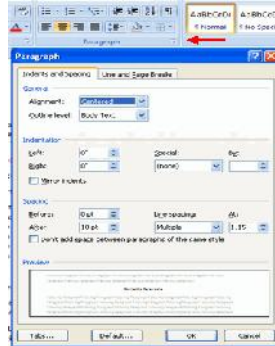 AaBbCcDc AaBbCcDc
¶ Normal ¶ No Spaci
Paragraph
Paragraph
Indents and Spacing Line and Page Breaks
General
Alignment: Centered
Outline level: Body Text
Indentation
Left: 0" Special: By:
Right: 0" (none)
Mirror indents
Spacing
Before: 0 pt Line spacing: At:
After: 10 pt Multiple 1.15
Don't add space between paragraphs of the same style
Preview
Tabs... Default... OK Cancel